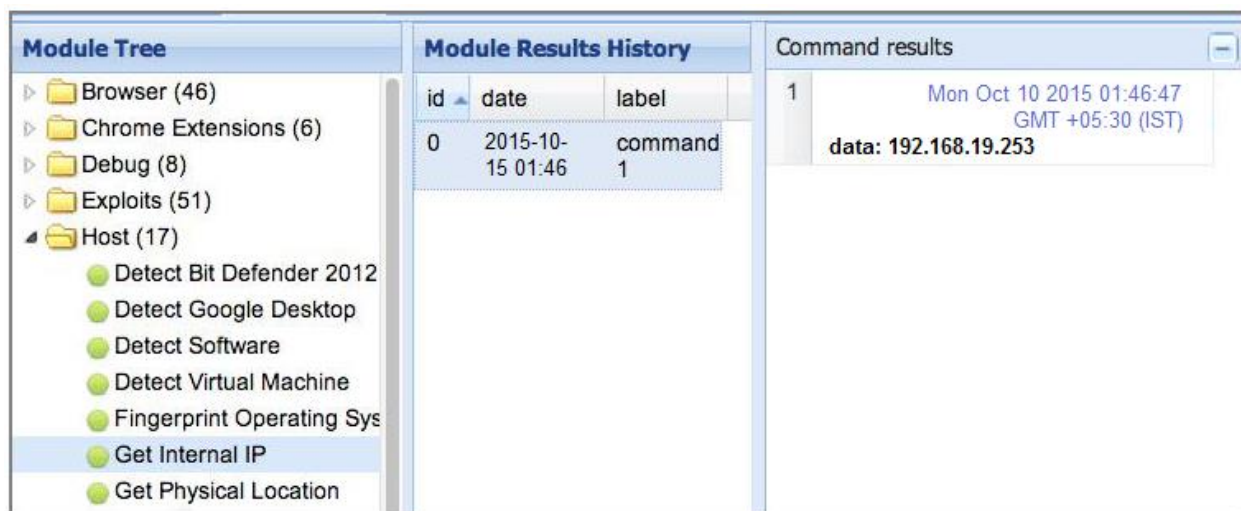 Module Tree
Browser (46)
Chrome Extensions (6)
Debug (8)
Exploits (51)
Host (17)
Detect Bit Defender 2012
Detect Google Desktop
Detect Software
Detect Virtual Machine
Fingerprint Operating Sys
Get Internal IP
Get Physical Location
Module Results History
id date label
0 2015-10-15 01:46 command 1
Command results
1 Mon Oct 10 2015 01:46:47
GMT +05:30 (IST)
data: 192.168.19.253